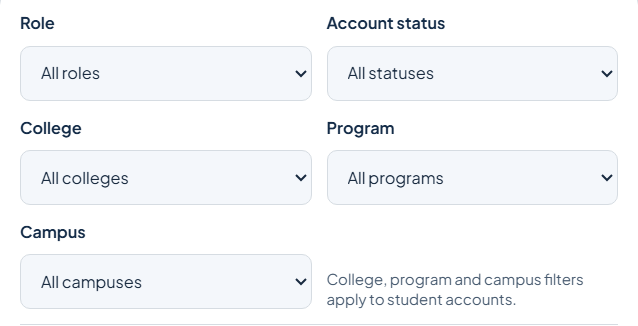 Role
Account status
All roles
All statuses
College
Program
All colleges
All programs
Campus
All campuses
College, program and campus filters
apply to student accounts.